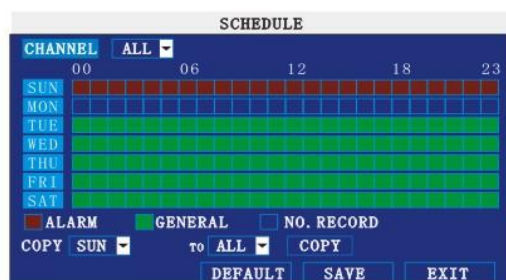 SCHEDULE
CHANNEL ALL
00 06 12 18 23
SUN
MON
TUE
WED
THU
FRI
SAT
ALARM GENERAL NO. RECORD
COPY SUN TO ALL COPY
DEFAULT SAVE EXIT